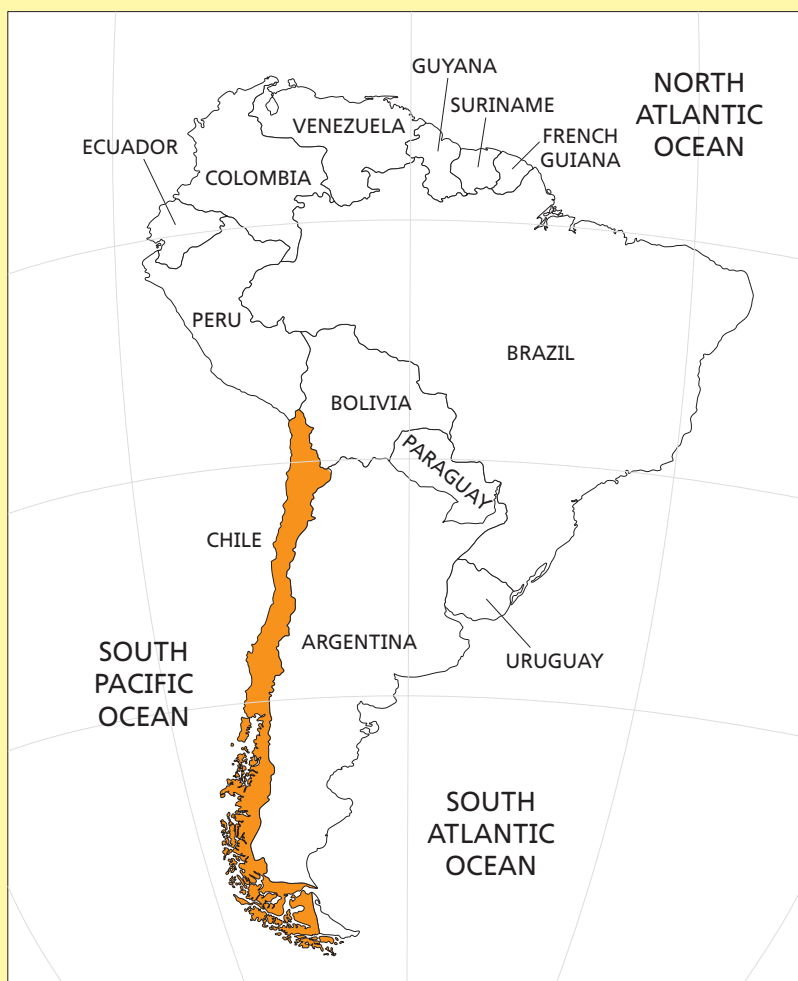 GUYANA
NORTH
ATLANTIC
OCEAN
SURINAME
VENEZUELA
FRENCH
GUIANA
ECUADOR
COLOMBIA
PERU
BRAZIL
BOLIVIA
PARAGUAY
CHILE
ARGENTINA
URUGUAY
SOUTH
PACIFIC
OCEAN
SOUTH
ATLANTIC
OCEAN